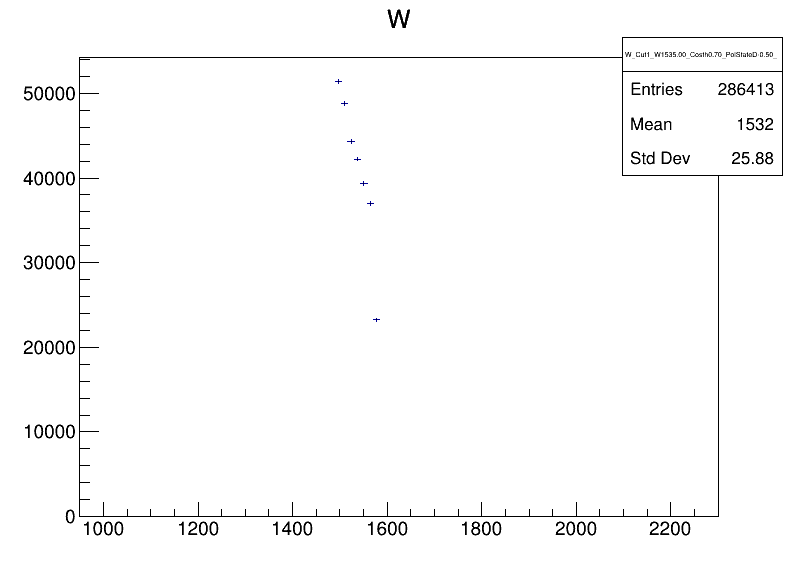 W
W_Cut1_W1535.00_Costh0.70_PolStateD-0.50_
Entries 286413
Mean 1532
Std Dev 25.88
50000
40000
30000
20000
10000
0
1000 1200 1400 1600 1800 2000 2200